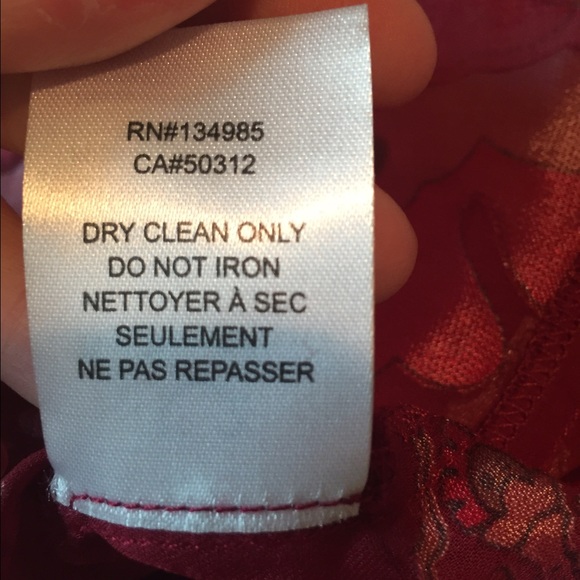 RN#134985
CA#50312
DRY CLEAN ONLY
DO NOT IRON
NETTOYER À SEC
SEULEMENT
NE PAS REPASSER